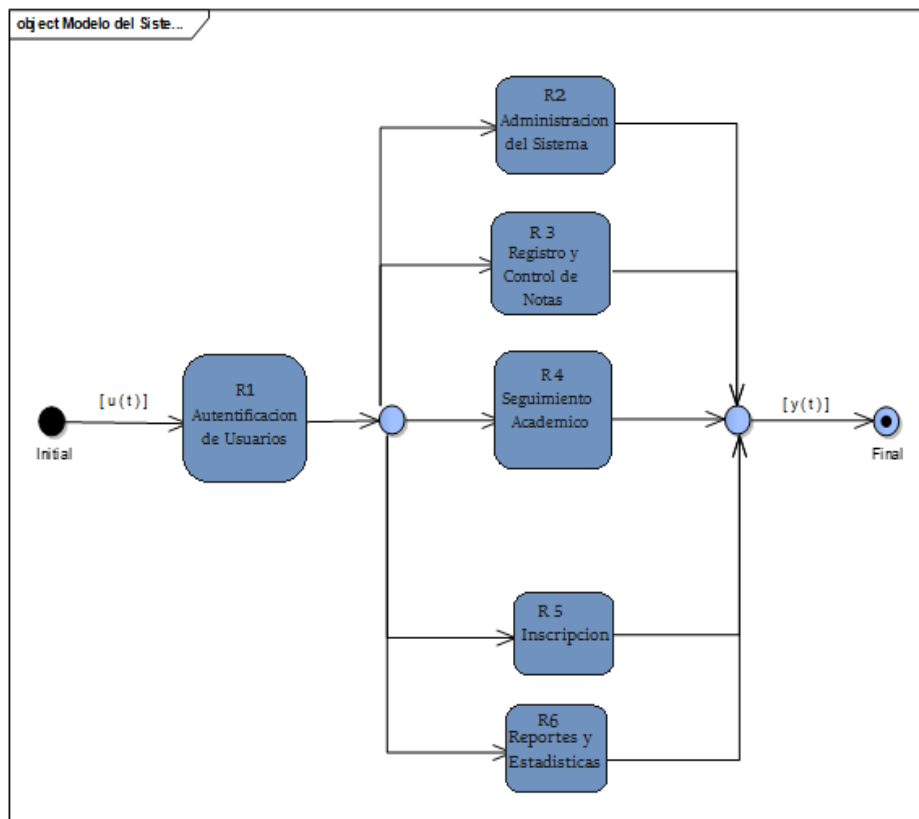 object Modelo del Siste...
R2
Administracion
del Sistema
R 3
Registro y
Control de
Notas
[ u(t)]
R1
Autentificacion
de Usuarios
Initial
R 4
Seguimiento
Academico
[ y(t)]
Final
R 5
Inscripcion
R6
Reportes y
Estadisticas